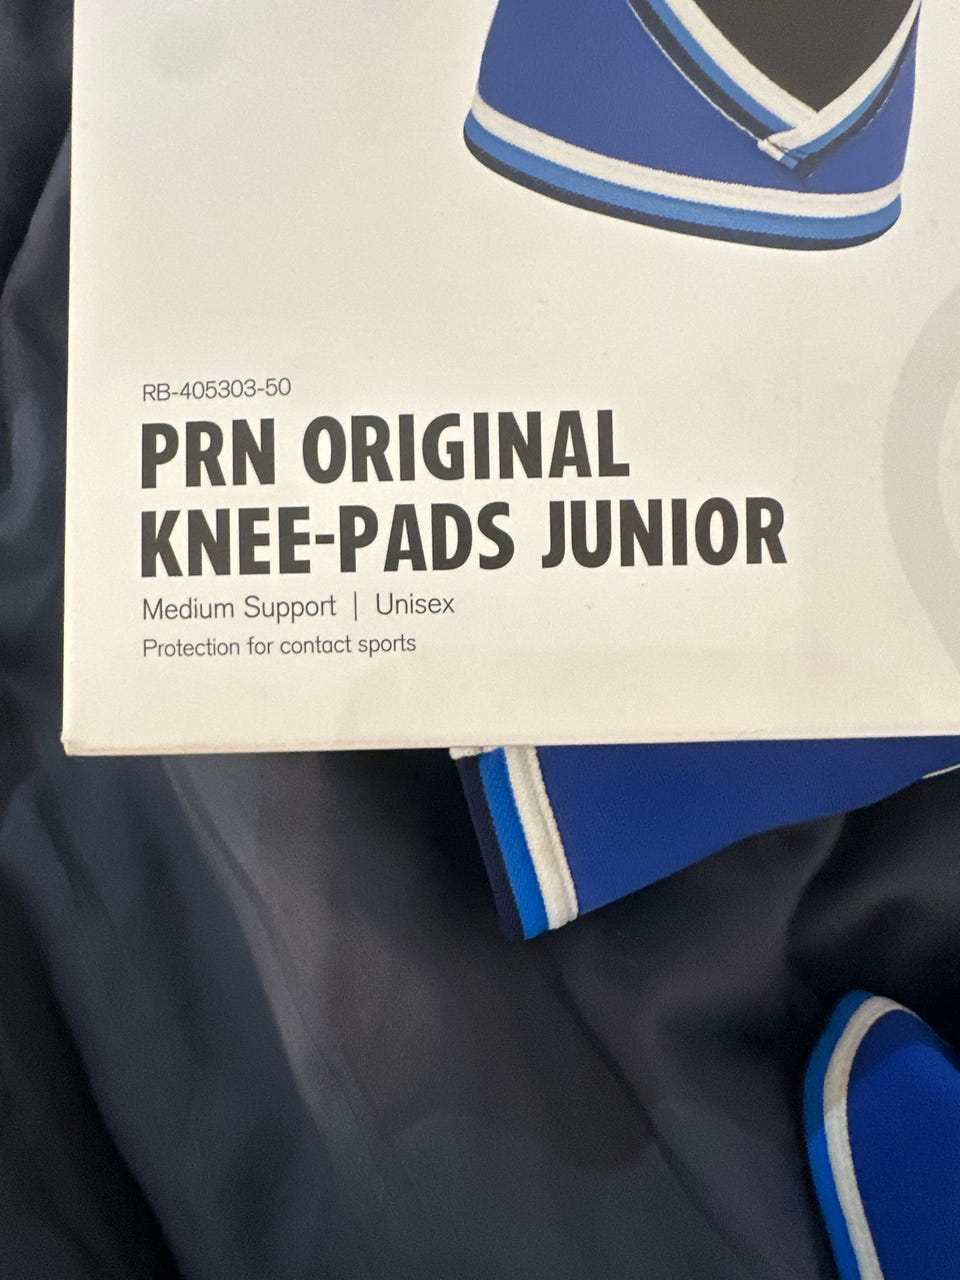 RB-405303-50
PRN ORIGINAL
KNEE-PADS JUNIOR
Medium Support | Unisex
Protection for contact sports